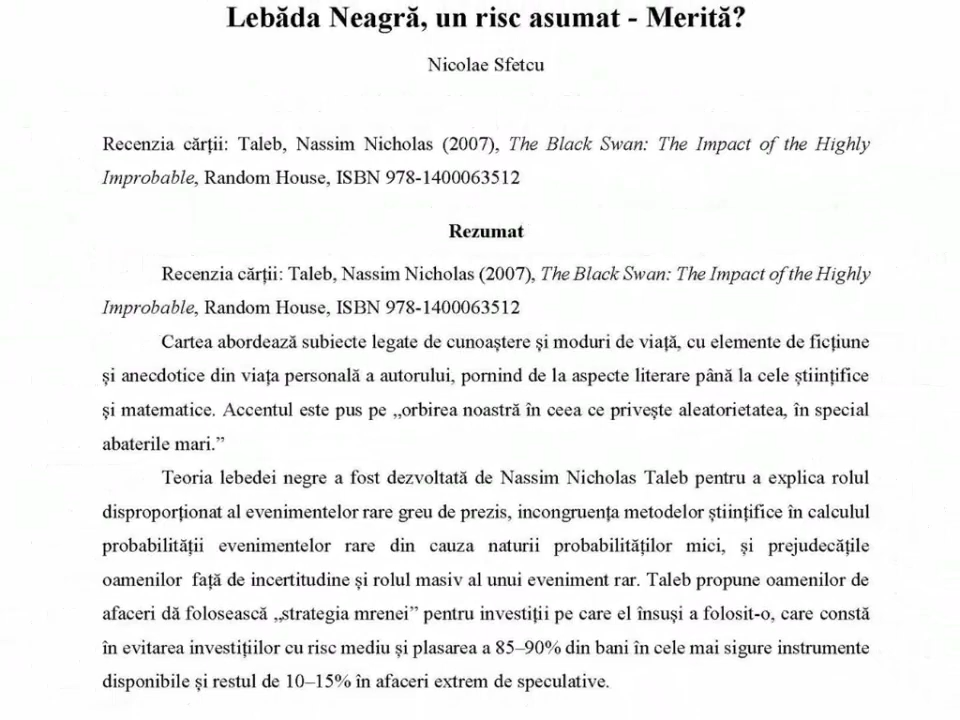 Lebăda Neagră, un risc asumat - Merită?
Nicolae Sfetcu
Recenzia cărții: Taleb, Nassim Nicholas (2007), The Black Swan: The Impact of the Highly
Improbable, Random House, ISBN 978-1400063512
Rezumat
Recenzia cărții: Taleb, Nassim Nicholas (2007), The Black Swan: The Impact of the Highly
Improbable, Random House, ISBN 978-1400063512
Cartea abordează subiecte legate de cunoaștere și moduri de viață, cu elemente de ficțiune
și anecdotice din viața personală a autorului, pornind de la aspecte literare până la cele științifice
și matematice. Accentul este pus pe „orbirea noastră în ceea ce privește aleatorietatea, în special
abaterile mari.”
Teoria lebedei negre a fost dezvoltată de Nassim Nicholas Taleb pentru a explica rolul
disproporționat al evenimentelor rare greu de prezis, incongruența metodelor științifice în calculul
probabilității evenimentelor rare din cauza naturii probabilităților mici, și prejudecățile
oamenilor față de incertitudine și rolul masiv al unui eveniment rar. Taleb propune oamenilor de
afaceri dă folosească „strategia mrenei” pentru investiții pe care el însuși a folosit-o, care constă
în evitarea investițiilor cu risc mediu și plasarea a 85–90% din bani în cele mai sigure instrumente
disponibile și restul de 10–15% în afaceri extrem de speculative.